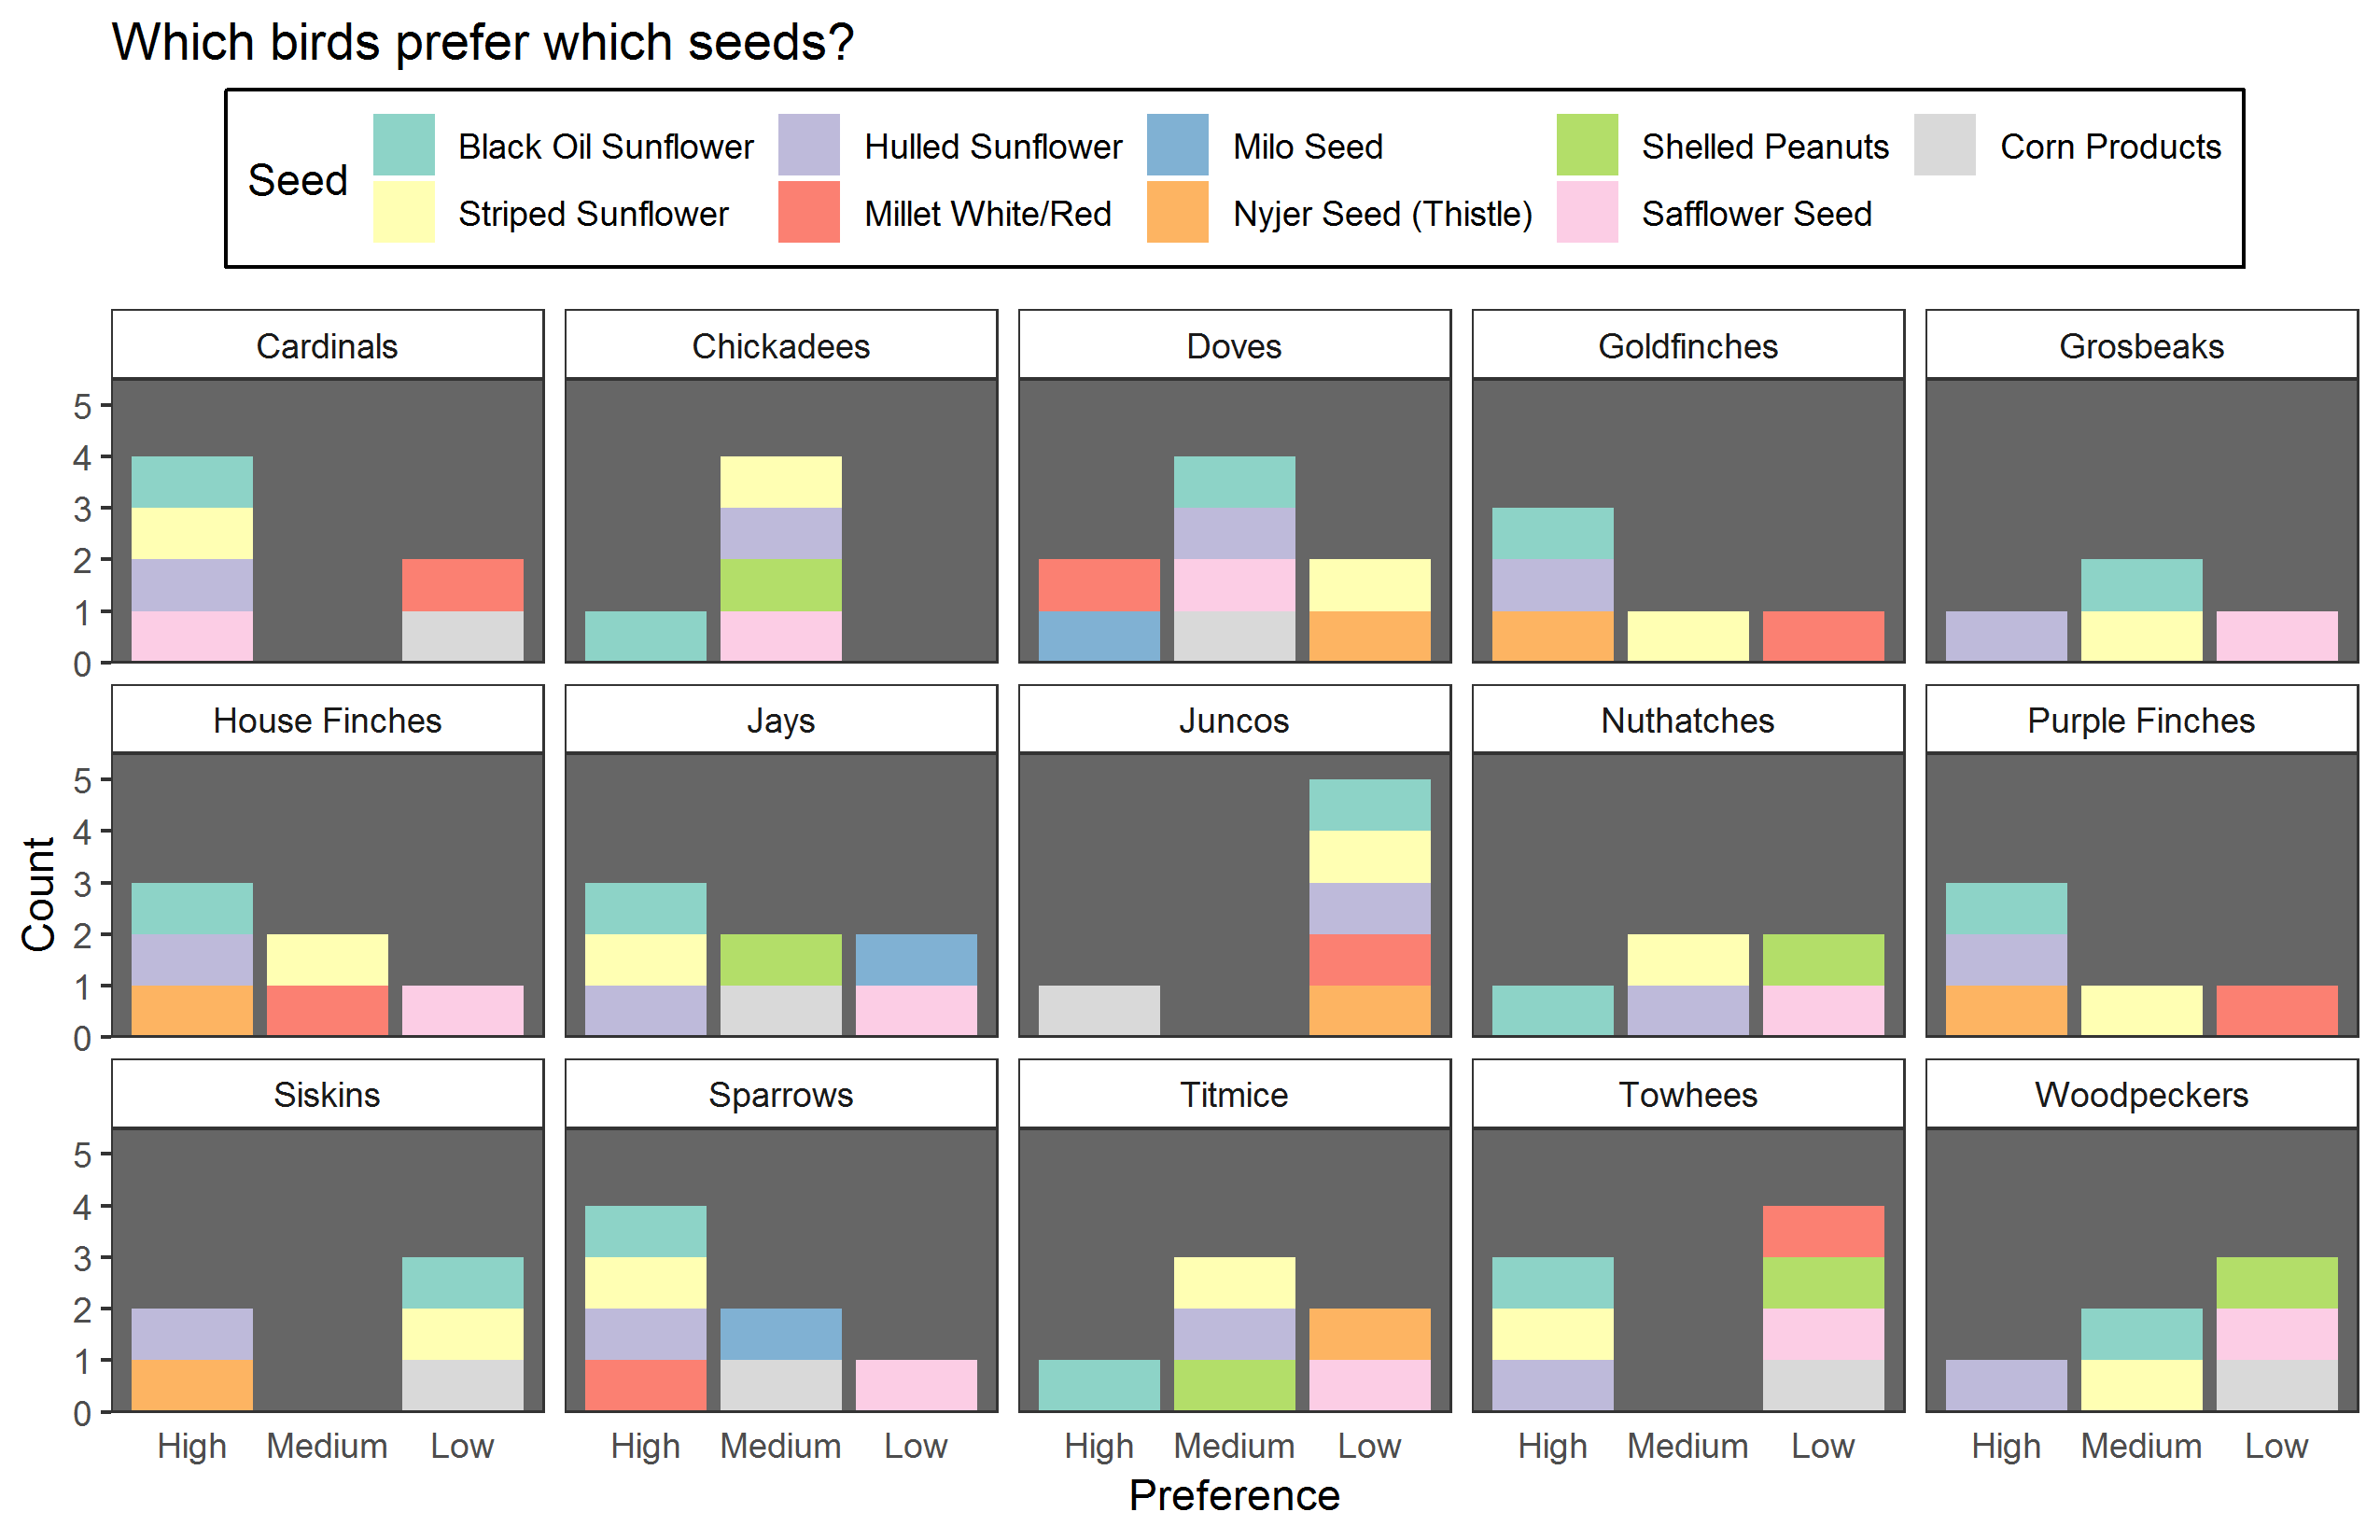 Which birds prefer which seeds?
Seed
Black Oil Sunflower
Hulled Sunflower
Milo Seed
Shelled Peanuts
Corn Products
Striped Sunflower
Millet White/Red
Nyjer Seed (Thistle)
Safflower Seed
Cardinals
Chickadees
Doves
Goldfinches
Grosbeaks
5
4
3
2
1
0
House Finches
Jays
Juncos
Nuthatches
Purple Finches
Count
5
4
3
2
1
0
Siskins
Sparrows
Titmice
Towhees
Woodpeckers
5
4
3
2
1
0
High Medium Low
High Medium Low
High Medium Low
High Medium Low
High Medium Low
Preference